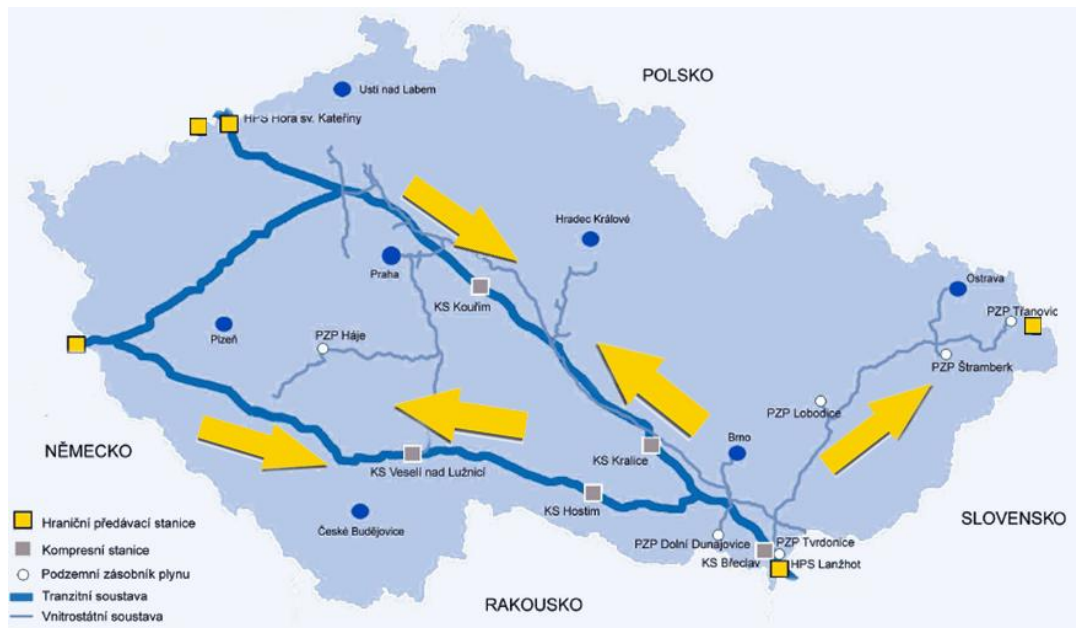 POLSKO
Ústí nad Labem
HPS Hora sv. Kateřiny
Hradec Králové
Praha
KS Kouřim
Ostrava
PZP Třanovic
Plzeň
PZP Háje
PZP Štramberk
PZP Lobodice
NĚMECKO
Brno
KS Kralice
KS Veselí nad Lužnicí
KS Hostim
SLOVENSKO
České Budějovice
PZP Dolní Dunajovice
PZP Tvrdonice
KS Břeclav
HPS Lanžhot
RAKOUSKO
Hraniční předávací stanice
Kompresní stanice
Podzemní zásobník plynu
Tranzitní soustava
Vnitrostátní soustava